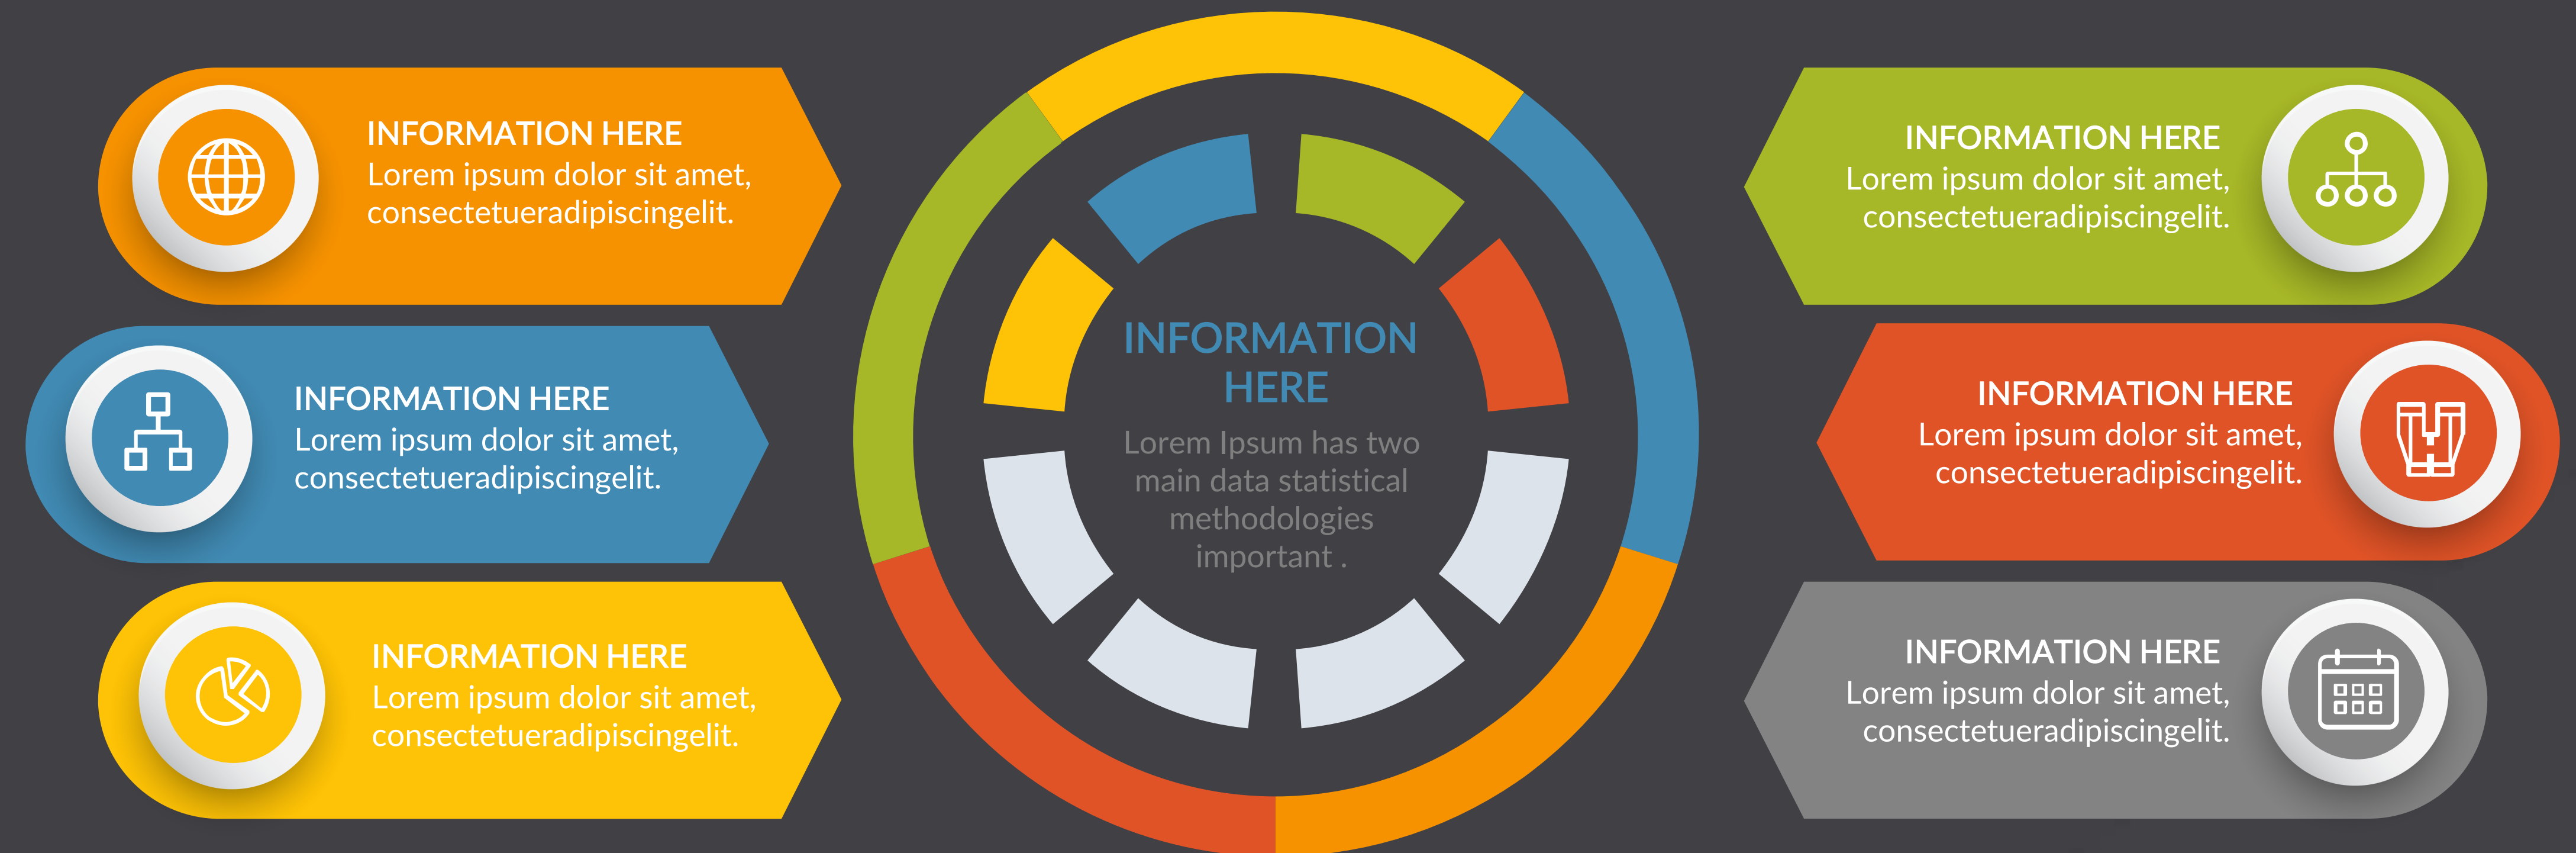 INFORMATION HERE
Lorem ipsum dolor sit amet,
consectetueradipiscingelit.
INFORMATION HERE
Lorem ipsum dolor sit amet,
consectetueradipiscingelit.
INFORMATION HERE
Lorem ipsum dolor sit amet,
consectetueradipiscingelit.
INFORMATION
HERE
Lorem Ipsum has two
main data statistical
methodologies
important .
INFORMATION HERE
Lorem ipsum dolor sit amet,
consectetueradipiscingelit.
INFORMATION HERE
Lorem ipsum dolor sit amet,
consectetueradipiscingelit.
INFORMATION HERE
Lorem ipsum dolor sit amet,
consectetueradipiscingelit.